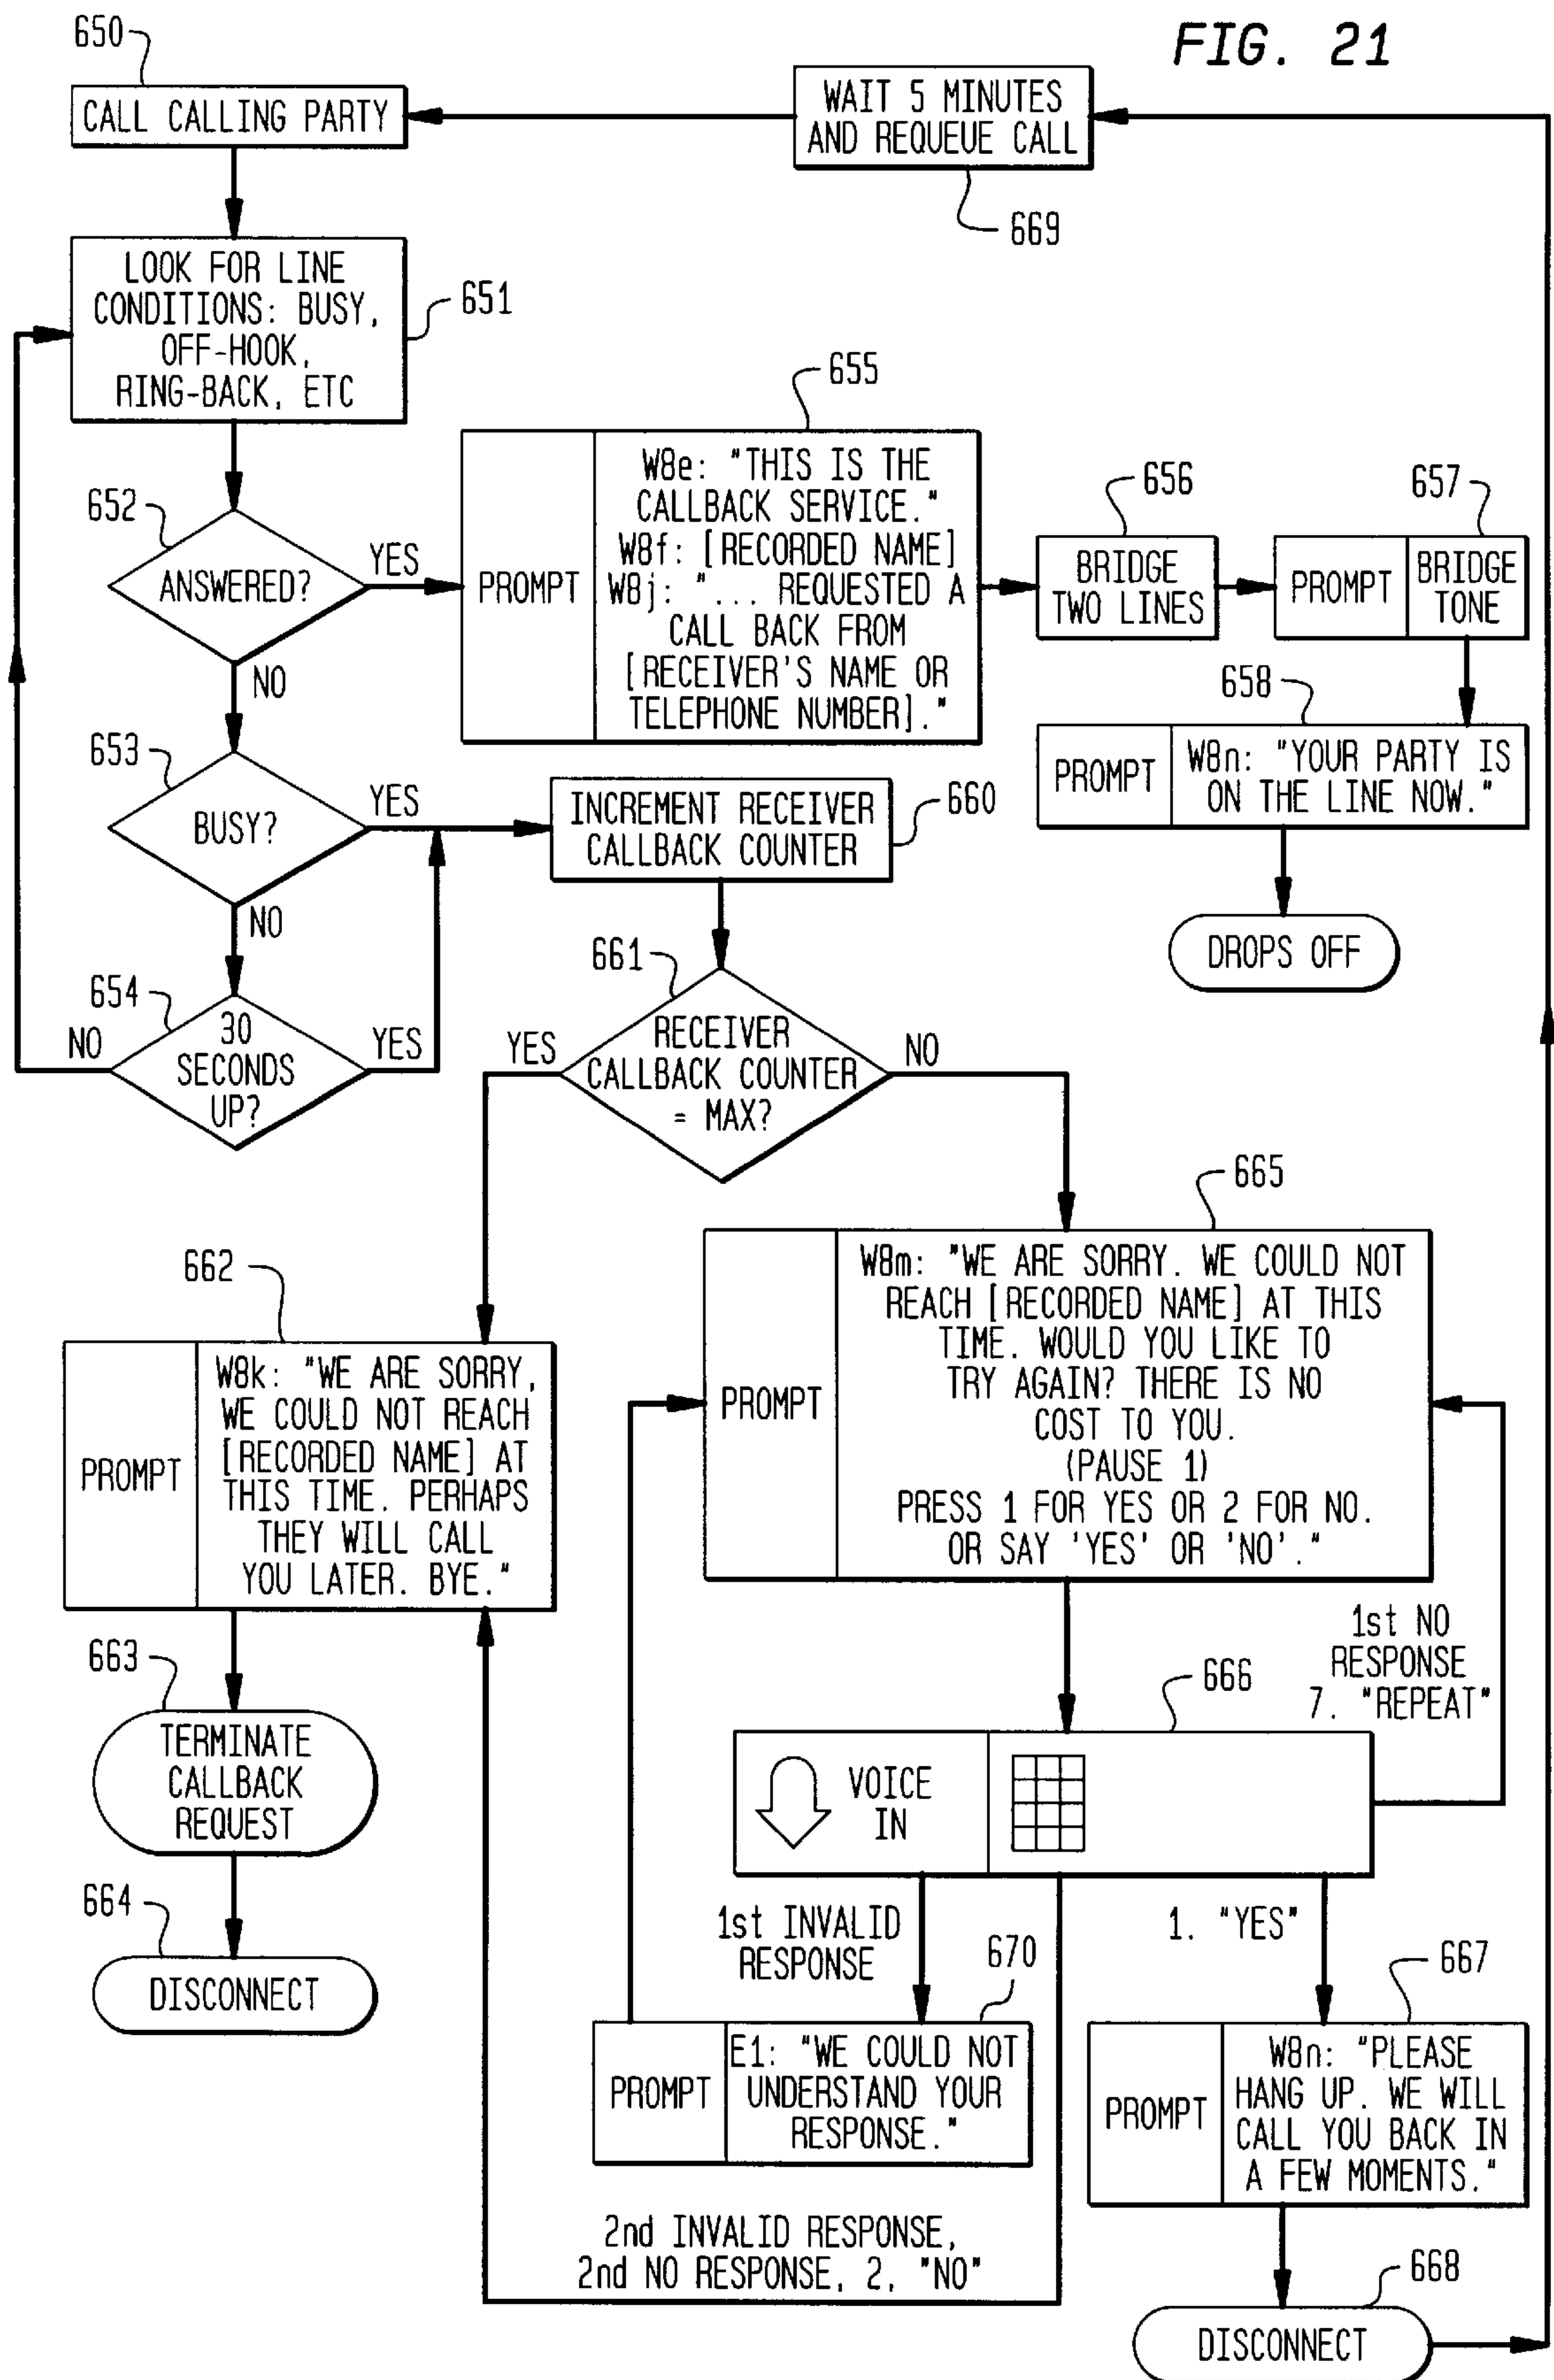 FIG. 21
650
CALL CALLING PARTY
WAIT 5 MINUTES
AND REQUEUE CALL
669
LOOK FOR LINE
CONDITIONS: BUSY,
OFF-HOOK,
RING-BACK, ETC
651
652
ANSWERED?
YES
NO
655
PROMPT
W8e: "THIS IS THE
CALLBACK SERVICE."
W8f: [RECORDED NAME]
W8j: "... REQUESTED A
CALL BACK FROM
[RECEIVER'S NAME OR
TELEPHONE NUMBER]."
656
BRIDGE
TWO LINES
657
PROMPT
BRIDGE
TONE
658
PROMPT
W8n: "YOUR PARTY IS
ON THE LINE NOW."
DROPS OFF
653
BUSY?
YES
NO
INCREMENT RECEIVER
CALLBACK COUNTER
660
654
30
SECONDS
UP?
NO
YES
661
RECEIVER
CALLBACK COUNTER
= MAX?
YES
NO
662
PROMPT
W8k: "WE ARE SORRY,
WE COULD NOT REACH
[RECORDED NAME] AT
THIS TIME. PERHAPS
THEY WILL CALL
YOU LATER. BYE."
663
TERMINATE
CALLBACK
REQUEST
664
DISCONNECT
665
PROMPT
W8m: "WE ARE SORRY. WE COULD NOT
REACH [RECORDED NAME] AT THIS
TIME. WOULD YOU LIKE TO
TRY AGAIN? THERE IS NO
COST TO YOU.
(PAUSE 1)
PRESS 1 FOR YES OR 2 FOR NO.
OR SAY 'YES' OR 'NO'."
1st NO
RESPONSE
7. "REPEAT"
666
VOICE
IN
1st INVALID
RESPONSE
670
PROMPT
E1: "WE COULD NOT
UNDERSTAND YOUR
RESPONSE."
1. "YES"
667
PROMPT
W8n: "PLEASE
HANG UP. WE WILL
CALL YOU BACK IN
A FEW MOMENTS."
2nd INVALID RESPONSE,
2nd NO RESPONSE, 2, "NO"
668
DISCONNECT